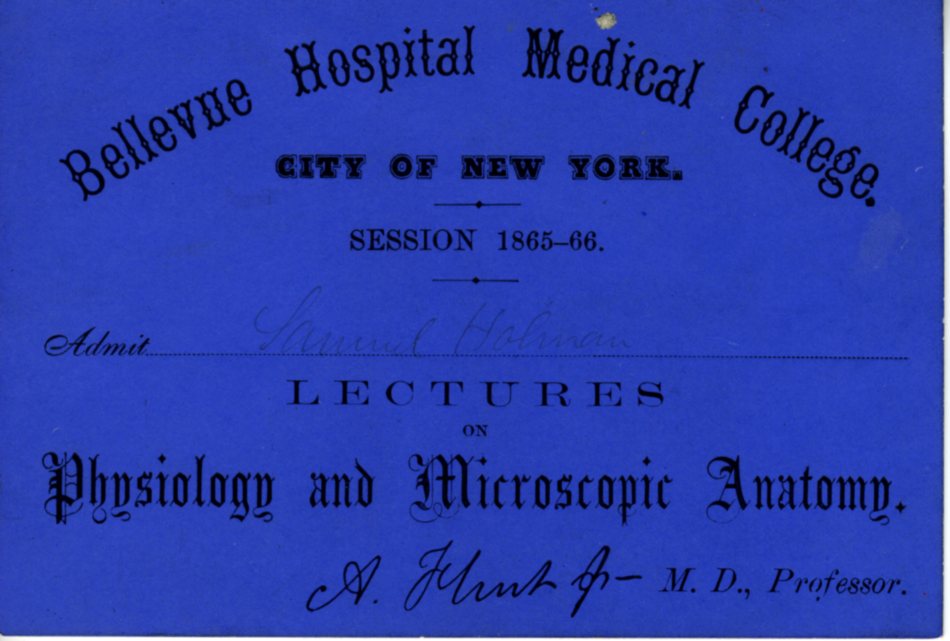 Bellevue Hospital Medical College.
CITY OF NEW YORK.
SESSION 1865–66.
Admit Samuel Holman
LECTURES
ON
Physiology and Microscopic Anatomy.
A. Flint Jr M. D., Professor.